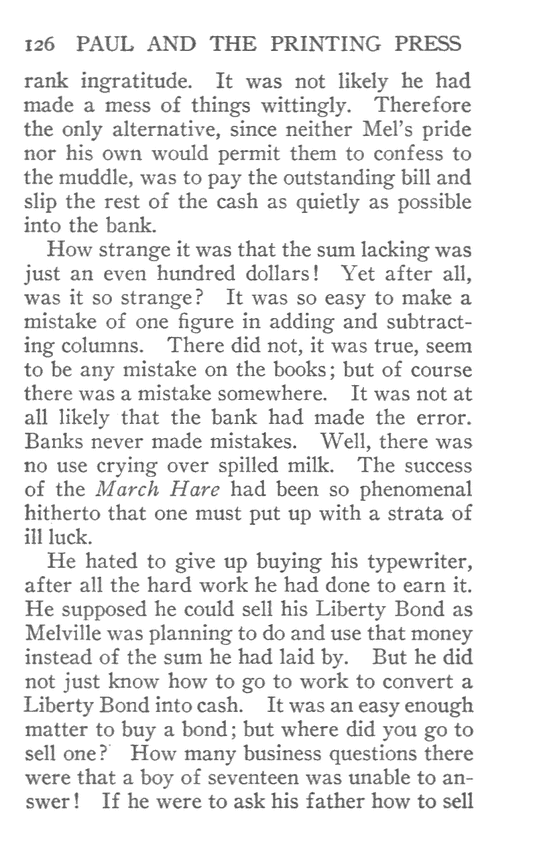 126 PAUL AND THE PRINTING PRESS
rank ingratitude. It was not likely he had
made a mess of things wittingly. Therefore
the only alternative, since neither Mel's pride
nor his own would permit them to confess to
the muddle, was to pay the outstanding bill and
slip the rest of the cash as quietly as possible
into the bank.
How strange it was that the sum lacking was
just an even hundred dollars! Yet after all,
was it so strange? It was so easy to make a
mistake of one figure in adding and subtract-
ing columns. There did not, it was true, seem
to be any mistake on the books; but of course
there was a mistake somewhere. It was not at
all likely that the bank had made the error.
Banks never made mistakes. Well, there was
no use crying over spilled milk. The success
of the March Hare had been so phenomenal
hitherto that one must put up with a strata of
ill luck.
He hated to give up buying his typewriter,
after all the hard work he had done to earn it.
He supposed he could sell his Liberty Bond as
Melville was planning to do and use that money
instead of the sum he had laid by. But he did
not just know how to go to work to convert a
Liberty Bond into cash. It was an easy enough
matter to buy a bond; but where did you go to
sell one? How many business questions there
were that a boy of seventeen was unable to an-
swer! If he were to ask his father how to sell